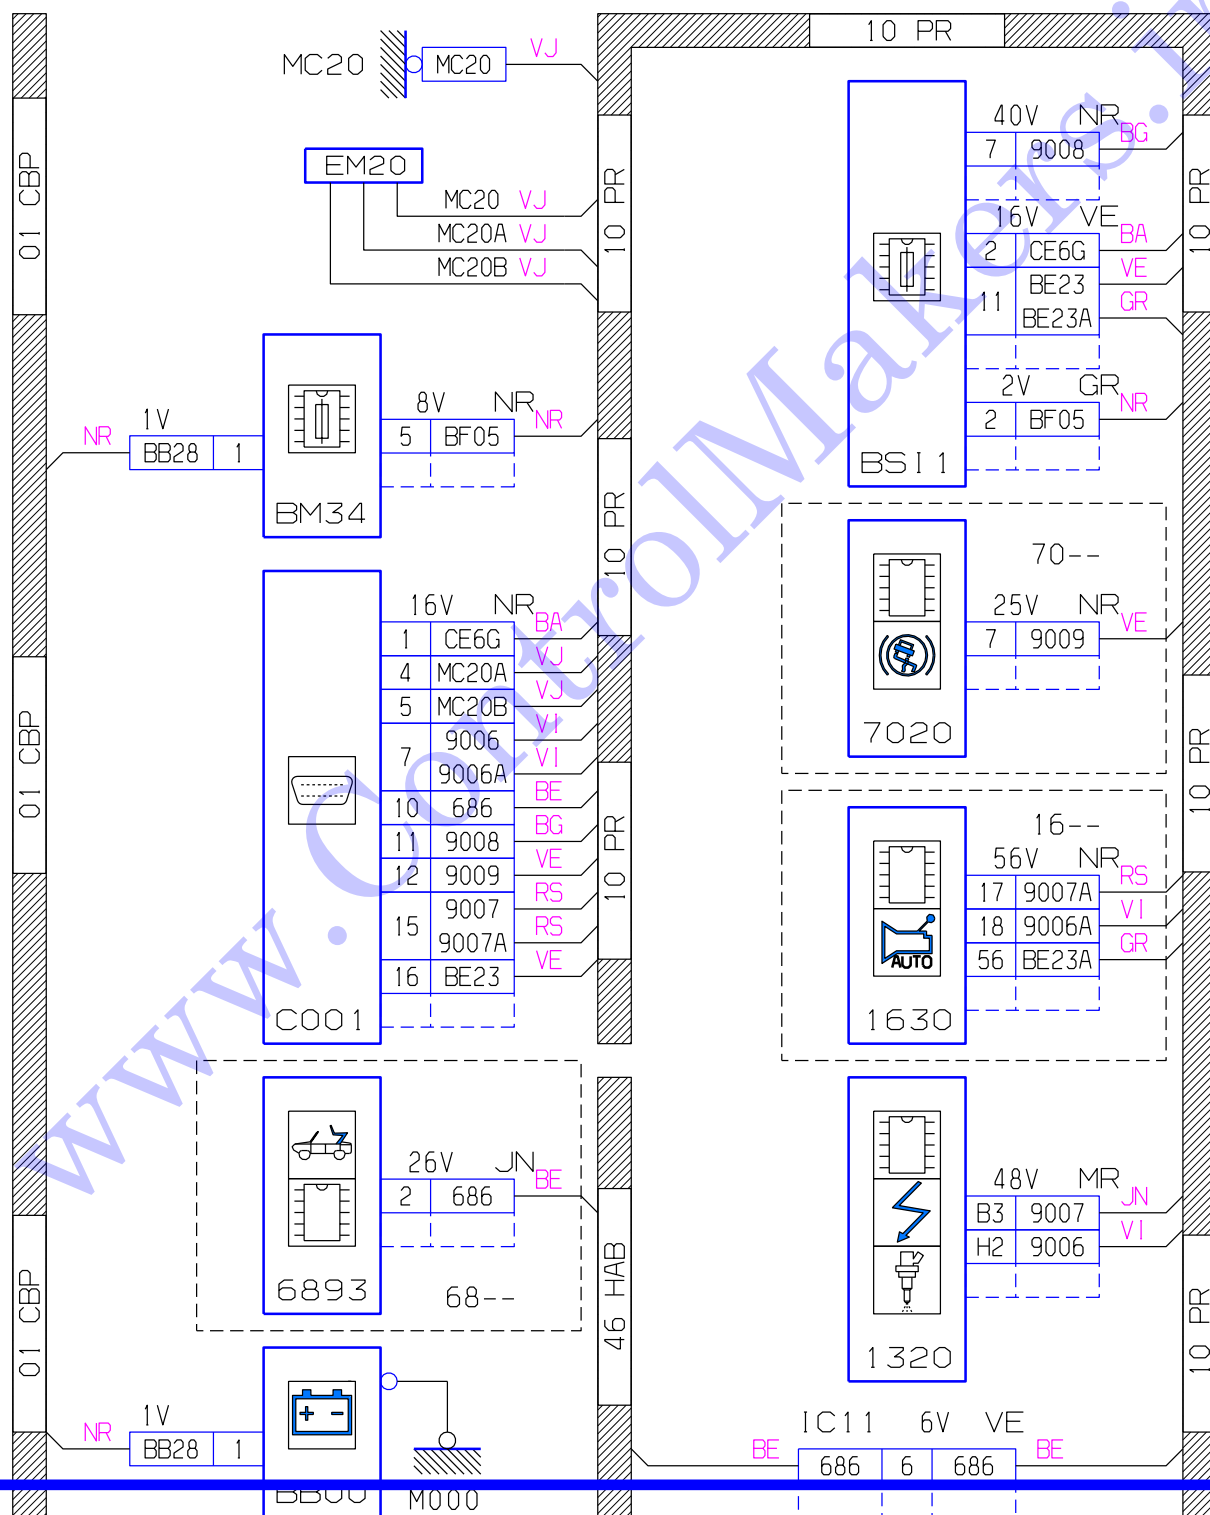 10 PR
MC20 MC20 VJ
EM20
MC20 VJ
MC20A VJ
MC20B VJ
01 CBP
10 PR
NR 1V
BB28 1
8V NR NR
5 BF05
BM34
10 PR
16V NR
1 CE6G BA
4 MC20A VJ
5 MC20B VJ
7 9006 VI
9006A VI
10 686 BE
11 9008 BG
12 9009 VE
15 9007 RS
9007A RS
16 BE23 VE
C001
01 CBP
10 PR
26V JN BE
2 686
6893
68--
01 CBP
46 HAB
NR 1V
BB28 1
+ -
BB00
M000
40V NR BG
7 9008
16V VE
2 CE6G BA
11 BE23 VE
BE23A GR
2V GR NR
2 BF05
BSI1
10 PR
70--
25V NR VE
7 9009
7020
10 PR
16--
56V NR
17 9007A RS
18 9006A VI
56 BE23A GR
AUTO
1630
48V MR
B3 9007 JN
H2 9006 VI
1320
10 PR
IC11 6V VE
BE 686 6 686 BE
www.ControlMakers.ir